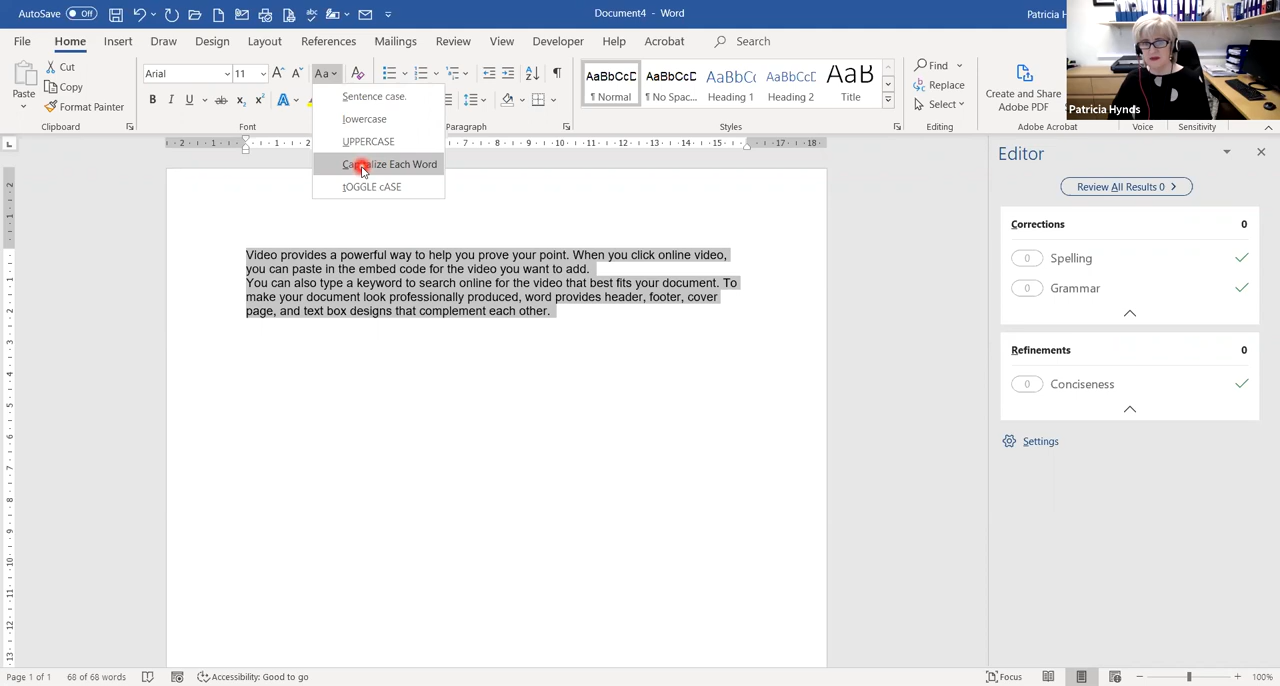 AutoSave Off Document4 - Word Patricia H
File Home Insert Draw Design Layout References Mailings Review View Developer Help Acrobat Search
Paste Cut Copy Format Painter
Clipboard
Arial 11 Aa
B I U ab x₂ x² A
Font
Paragraph
AaBbCcD AaBbCcD AaBbCc AaBbCcD AaB
¶ Normal ¶ No Spac... Heading 1 Heading 2 Title
Styles
Find
Replace
Select
Editing
Create and Share
Adobe PDF
Adobe Acrobat
Voice Sensitivity
Patricia Hynds
Sentence case.
lowercase
UPPERCASE
Capitalize Each Word
tOGGLE cASE
Video provides a powerful way to help you prove your point. When you click online video,
you can paste in the embed code for the video you want to add.
You can also type a keyword to search online for the video that best fits your document. To
make your document look professionally produced, word provides header, footer, cover
page, and text box designs that complement each other.
Editor
Review All Results 0
Corrections 0
0 Spelling
0 Grammar
Refinements 0
0 Conciseness
Settings
Page 1 of 1 68 of 68 words Accessibility: Good to go Focus 100%